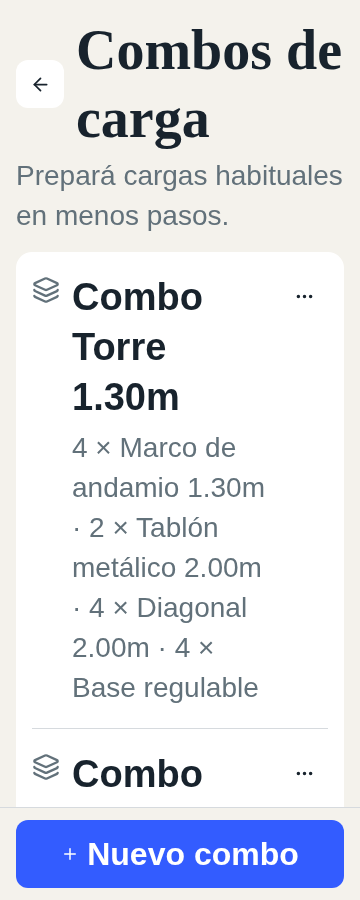 Combos de
carga
Prepará cargas habituales
en menos pasos.
Combo
Torre
1.30m
4 × Marco de
andamio 1.30m
· 2 × Tablón
metálico 2.00m
· 4 × Diagonal
2.00m · 4 ×
Base regulable
Combo
+ Nuevo combo